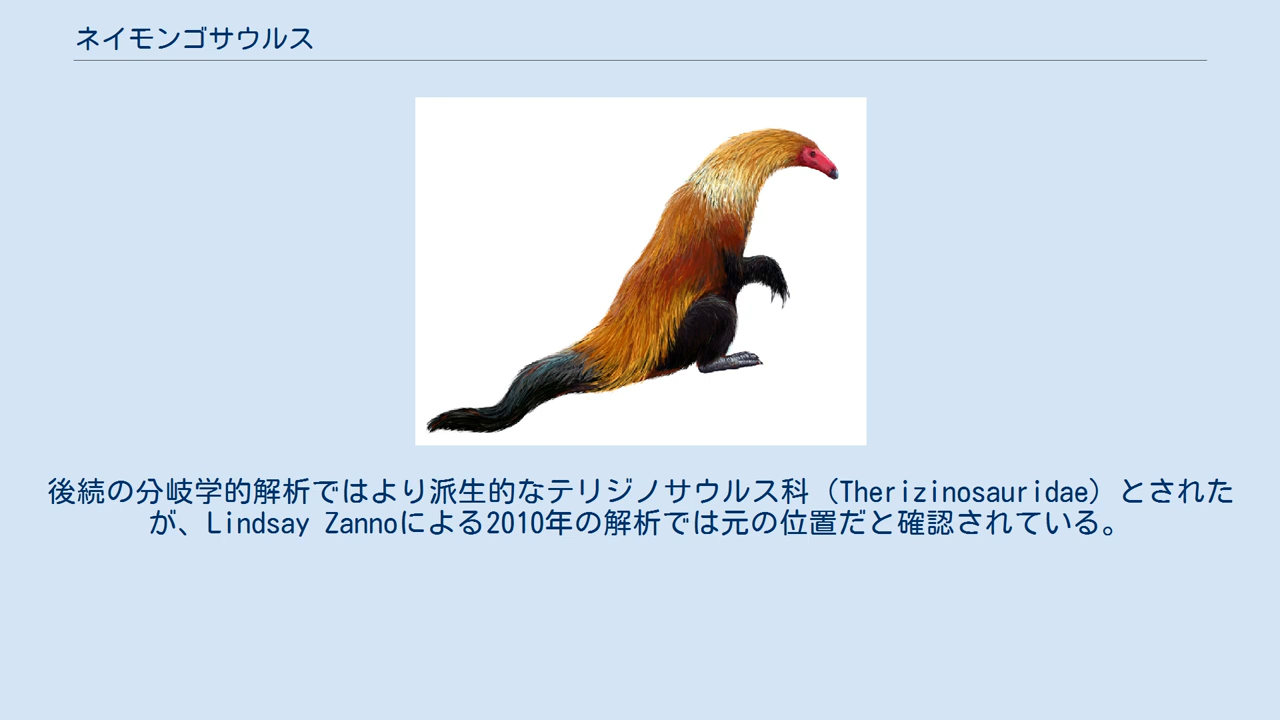 ネイモンゴサウルス
後続の分岐学的解析ではより派生的なテリジノサウルス科（Therizinosauridae）とされた
が、Lindsay Zannoによる2010年の解析では元の位置だと確認されている。